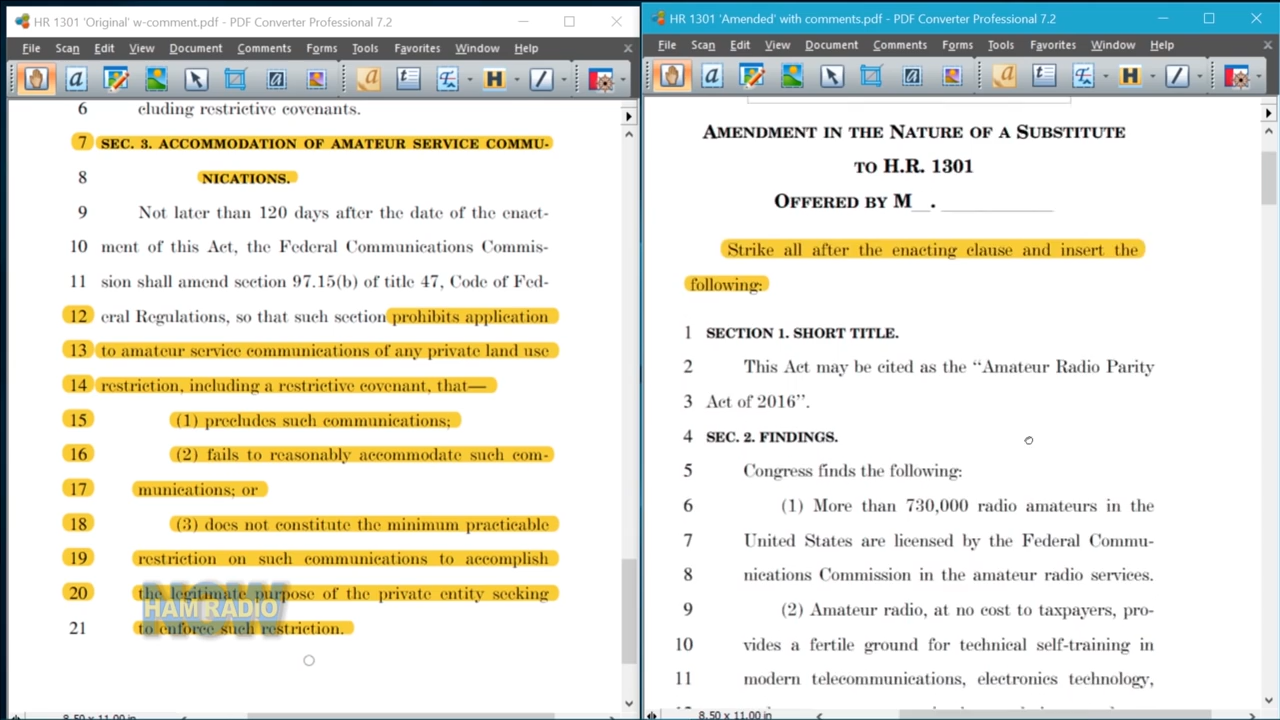 HR 1301 'Original' w-comment.pdf - PDF Converter Professional 7.2
File Scan Edit View Document Comments Forms Tools Favorites Window Help
6 cluding restrictive covenants.
7 SEC. 3. ACCOMMODATION OF AMATEUR SERVICE COMMU-
8 NICATIONS.
9 Not later than 120 days after the date of the enact-
10 ment of this Act, the Federal Communications Commis-
11 sion shall amend section 97.15(b) of title 47, Code of Fed-
12 eral Regulations, so that such section prohibits application
13 to amateur service communications of any private land use
14 restriction, including a restrictive covenant, that—
15 (1) precludes such communications;
16 (2) fails to reasonably accommodate such com-
17 munications; or
18 (3) does not constitute the minimum practicable
19 restriction on such communications to accomplish
20 the legitimate purpose of the private entity seeking
21 to enforce such restriction.
NOW
HAM RADIO
8.50 x 11.00 in
HR 1301 'Amended' with comments.pdf - PDF Converter Professional 7.2
File Scan Edit View Document Comments Forms Tools Favorites Window Help
AMENDMENT IN THE NATURE OF A SUBSTITUTE
TO H.R. 1301
OFFERED BY M__. ____________
Strike all after the enacting clause and insert the
following:
1 SECTION 1. SHORT TITLE.
2 This Act may be cited as the “Amateur Radio Parity
3 Act of 2016”.
4 SEC. 2. FINDINGS.
5 Congress finds the following:
6 (1) More than 730,000 radio amateurs in the
7 United States are licensed by the Federal Commu-
8 nications Commission in the amateur radio services.
9 (2) Amateur radio, at no cost to taxpayers, pro-
10 vides a fertile ground for technical self-training in
11 modern telecommunications, electronics technology,
8.50 x 11.00 in